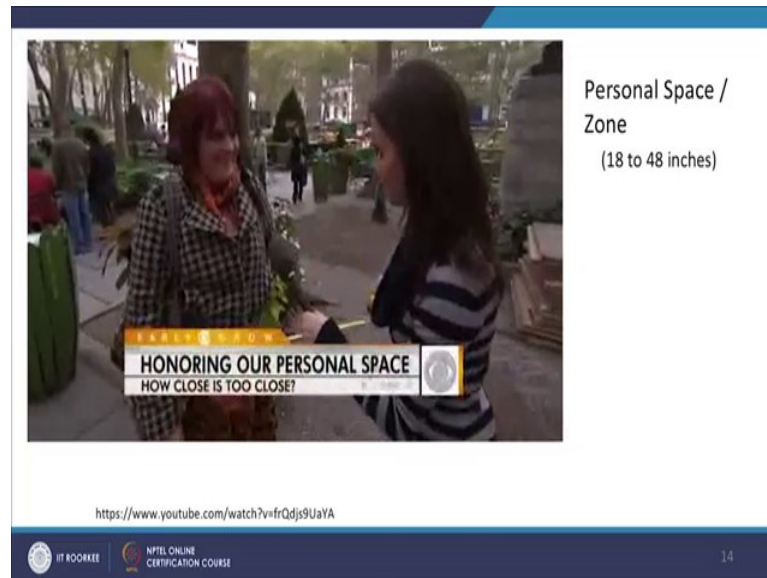 Personal Space /
Zone
(18 to 48 inches)
EARLY SHOW
HONORING OUR PERSONAL SPACE
HOW CLOSE IS TOO CLOSE?
https://www.youtube.com/watch?v=frQdjs9UaYA
IIT ROORKEE
NPTEL ONLINE
CERTIFICATION COURSE
14